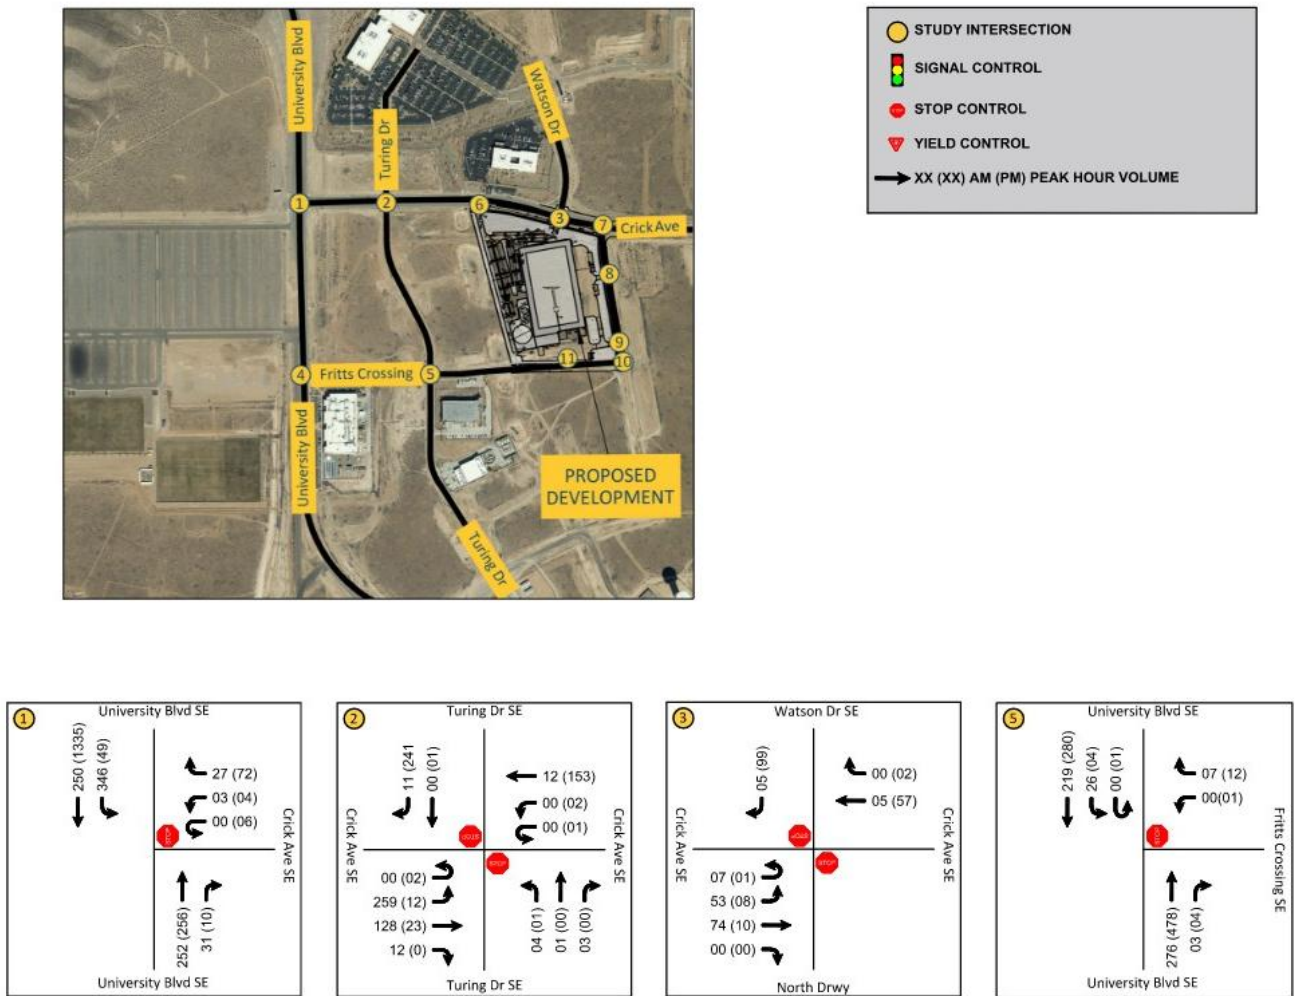 STUDY INTERSECTION
SIGNAL CONTROL
STOP CONTROL
YIELD CONTROL
XX (XX) AM (PM) PEAK HOUR VOLUME
University Blvd
Turing Dr
Watson Dr
1
2
6
3
7
Crick Ave
8
9
10
11
4
Fritts Crossing
5
University Blvd
PROPOSED
DEVELOPMENT
Turing Dr
1
University Blvd SE
250 (1335)
346 (49)
27 (72)
03 (04)
00 (06)
STOP
Crick Ave SE
252 (256)
31 (10)
University Blvd SE
2
Turing Dr SE
11 (241
00 (01)
12 (153)
00 (02)
00 (01)
Crick Ave SE
STOP
STOP
Crick Ave SE
00 (02)
259 (12)
128 (23)
12 (0)
04 (01)
01 (00)
03 (00)
Turing Dr SE
3
Watson Dr SE
05 (99)
00 (02)
05 (57)
Crick Ave SE
STOP
STOP
Crick Ave SE
07 (01)
53 (08)
74 (10)
00 (00)
North Drwy
5
University Blvd SE
219 (280)
26 (04)
00 (01)
07 (12)
00(01)
STOP
Fritts Crossing SE
276 (478)
03 (04)
University Blvd SE